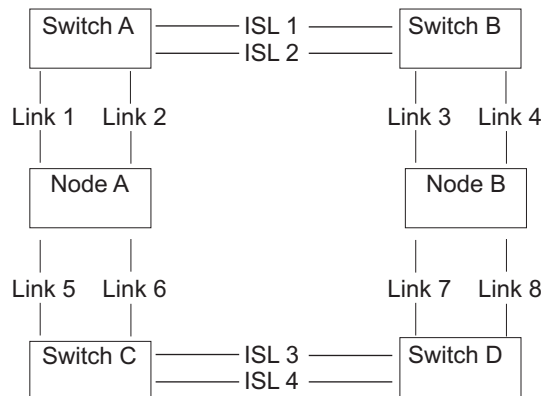 Switch A ISL 1 Switch B
ISL 2
Link 1 Link 2 Link 3 Link 4
Node A Node B
Link 5 Link 6 Link 7 Link 8
Switch C ISL 3 Switch D
ISL 4